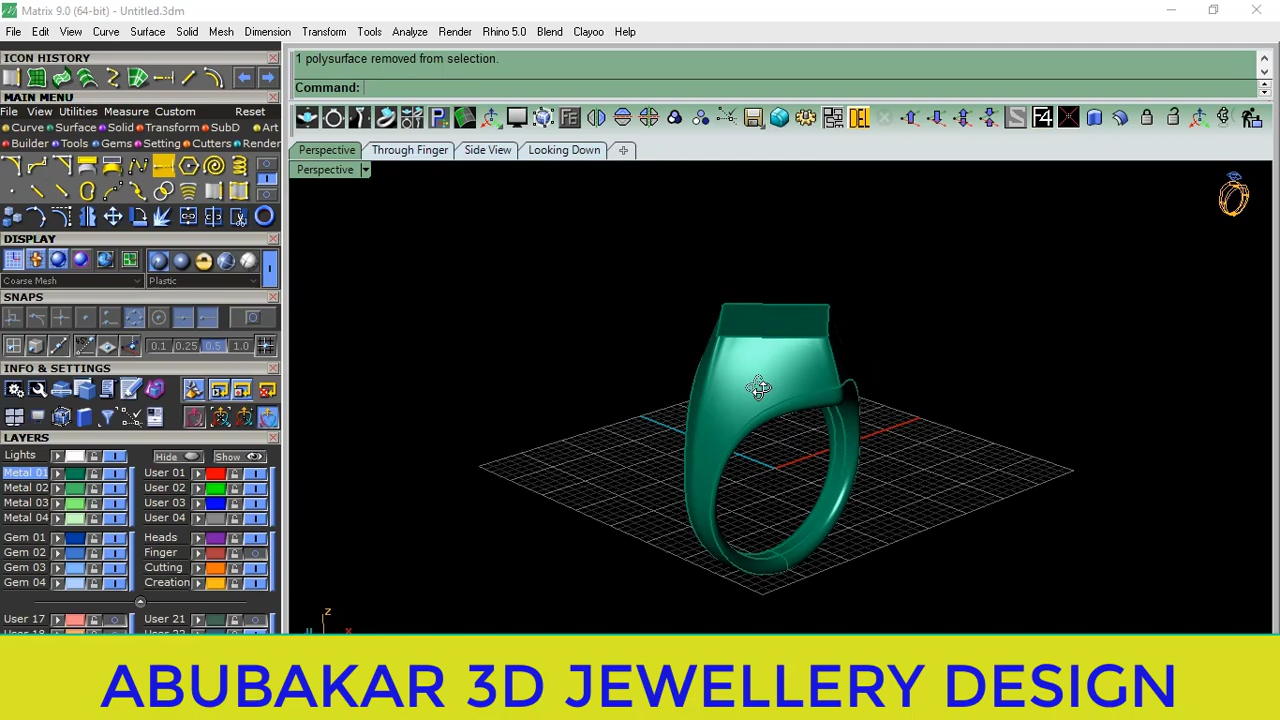 Matrix 9.0 (64-bit) - Untitled.3dm
File Edit View Curve Surface Solid Mesh Dimension Transform Tools Analyze Render Rhino 5.0 Blend Clayoo Help
ICON HISTORY
1 polysurface removed from selection.
Command:
MAIN MENU
File View Utilities Measure Custom Reset
Curve Surface Solid Transform SubD Art
Builder Tools Gems Setting Cutters Render
P FE DEL S F4
Perspective Through Finger Side View Looking Down
Perspective
DISPLAY
Coarse Mesh Plastic
SNAPS
0.1 0.25 0.5 1.0
INFO & SETTINGS
LAYERS
Lights Hide Show
Metal 01 User 01
Metal 02 User 02
Metal 03 User 03
Metal 04 User 04
Gem 01 Heads
Gem 02 Finger
Gem 03 Cutting
Gem 04 Creation
User 17 User 21
z
ABUBAKAR 3D JEWELLERY DESIGN